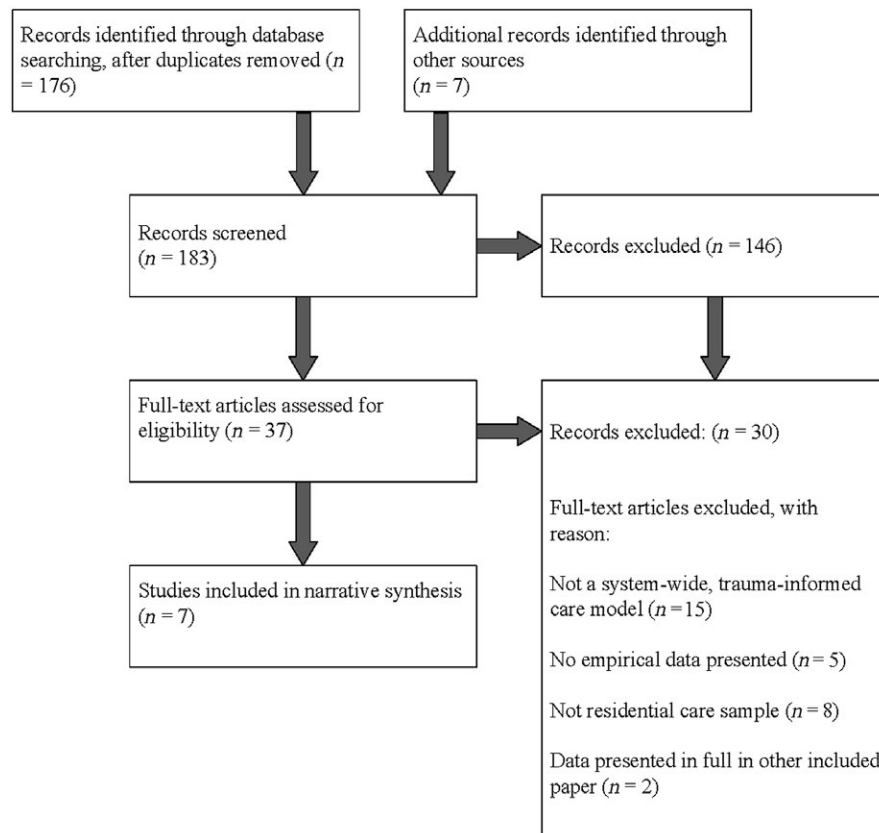 Records identified through database
searching, after duplicates removed (n
= 176)
Additional records identified through
other sources
(n = 7)
Records screened
(n = 183)
Records excluded (n = 146)
Full-text articles assessed for
eligibility (n = 37)
Records excluded: (n = 30)
Full-text articles excluded, with
reason:
Not a system-wide, trauma-informed
care model (n =15)
No empirical data presented (n = 5)
Not residential care sample (n = 8)
Data presented in full in other included
paper (n = 2)
Studies included in narrative synthesis
(n = 7)